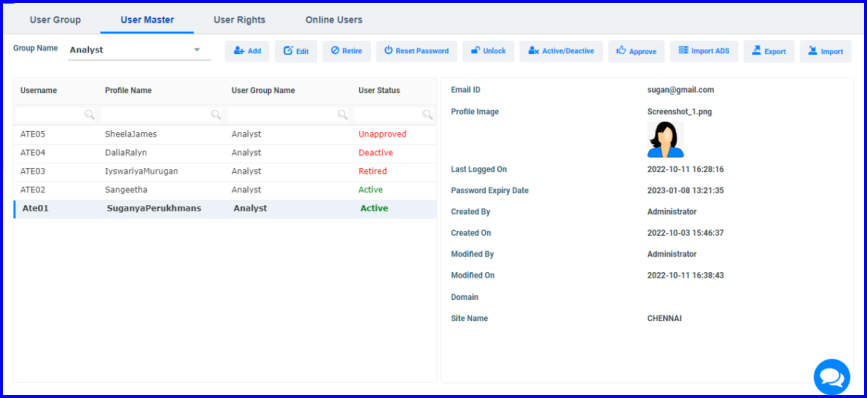 User Group User Master User Rights Online Users
Group Name Analyst Add Edit Retire Reset Password Unlock Active/Deactive Approve Import ADS Export Import
Username Profile Name User Group Name User Status
ATE05 SheelaJames Analyst Unapproved
ATE04 DaliaRalyn Analyst Deactive
ATE03 IyswariyaMurugan Analyst Retired
ATE02 Sangeetha Analyst Active
Ate01 SuganyaPerukhmans Analyst Active
Email ID sugan@gmail.com
Profile Image Screenshot_1.png
Last Logged On 2022-10-11 16:28:16
Password Expiry Date 2023-01-08 13:21:35
Created By Administrator
Created On 2022-10-03 15:46:37
Modified By Administrator
Modified On 2022-10-11 16:38:43
Domain
Site Name CHENNAI